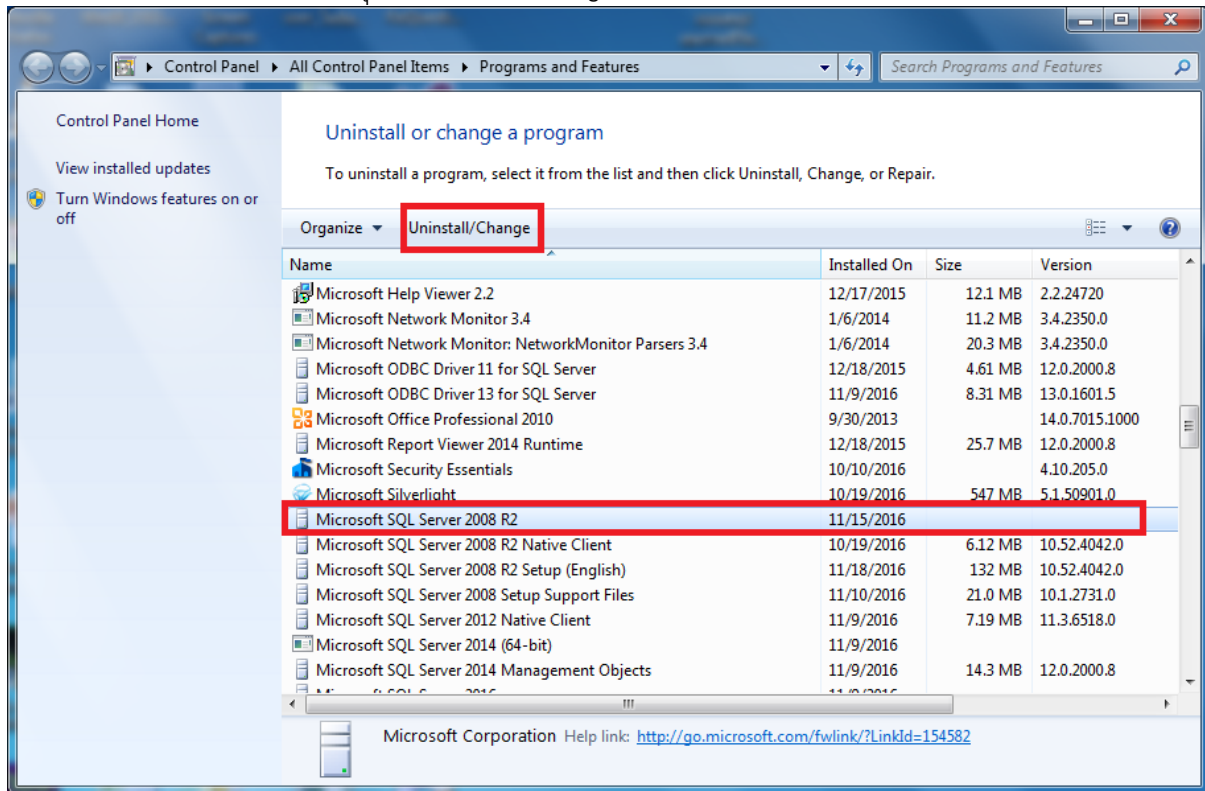 Control Panel ▸ All Control Panel Items ▸ Programs and Features
Search Programs and Features
Control Panel Home
View installed updates
Turn Windows features on or
off
Uninstall or change a program
To uninstall a program, select it from the list and then click Uninstall, Change, or Repair.
Organize Uninstall/Change
Name Installed On Size Version
Microsoft Help Viewer 2.2 12/17/2015 12.1 MB 2.2.24720
Microsoft Network Monitor 3.4 1/6/2014 11.2 MB 3.4.2350.0
Microsoft Network Monitor: NetworkMonitor Parsers 3.4 1/6/2014 20.3 MB 3.4.2350.0
Microsoft ODBC Driver 11 for SQL Server 12/18/2015 4.61 MB 12.0.2000.8
Microsoft ODBC Driver 13 for SQL Server 11/9/2016 8.31 MB 13.0.1601.5
Microsoft Office Professional 2010 9/30/2013 14.0.7015.1000
Microsoft Report Viewer 2014 Runtime 12/18/2015 25.7 MB 12.0.2000.8
Microsoft Security Essentials 10/10/2016 4.10.205.0
Microsoft Silverlight 10/19/2016 547 MB 5.1.50901.0
Microsoft SQL Server 2008 R2 11/15/2016
Microsoft SQL Server 2008 R2 Native Client 10/19/2016 6.12 MB 10.52.4042.0
Microsoft SQL Server 2008 R2 Setup (English) 11/18/2016 132 MB 10.52.4042.0
Microsoft SQL Server 2008 Setup Support Files 11/10/2016 21.0 MB 10.1.2731.0
Microsoft SQL Server 2012 Native Client 11/9/2016 7.19 MB 11.3.6518.0
Microsoft SQL Server 2014 (64-bit) 11/9/2016
Microsoft SQL Server 2014 Management Objects 11/9/2016 14.3 MB 12.0.2000.8
Microsoft Corporation Help link: http://go.microsoft.com/fwlink/?LinkId=154582